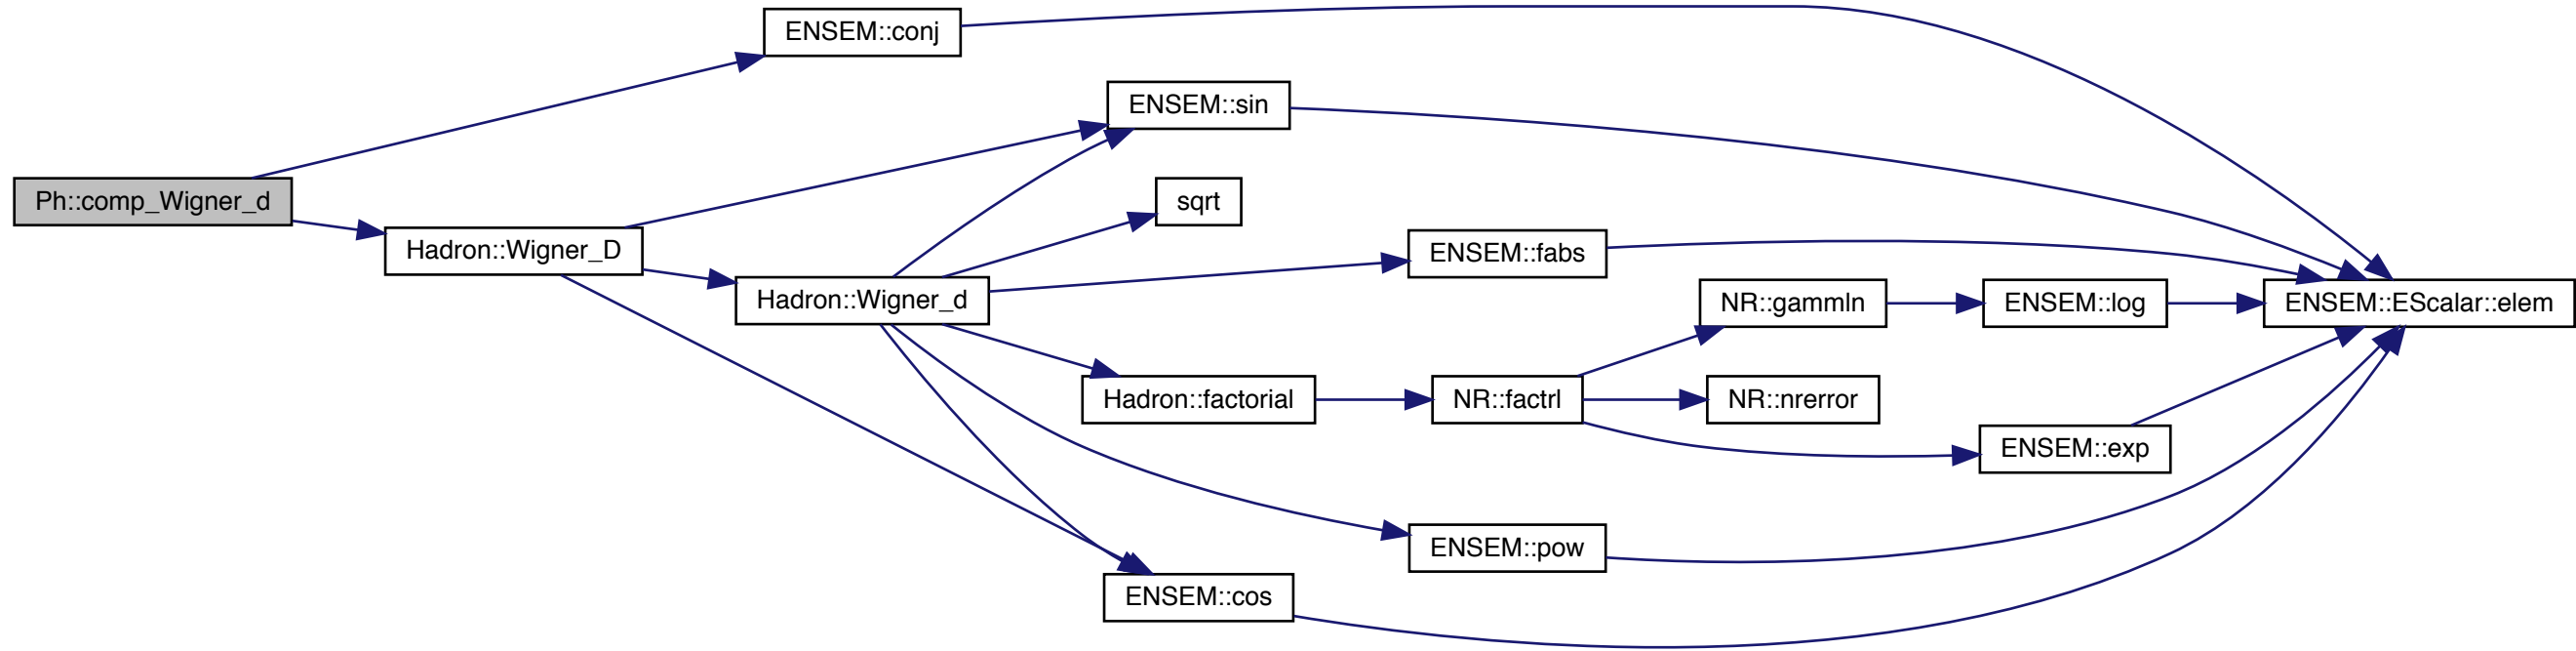 ENSEM::conj
ENSEM::sin
Ph::comp_Wigner_d
sqrt
Hadron::Wigner_D
ENSEM::fabs
Hadron::Wigner_d
NR::gammln
ENSEM::log
ENSEM::EScalar::elem
Hadron::factorial
NR::factrl
NR::nrerror
ENSEM::exp
ENSEM::pow
ENSEM::cos